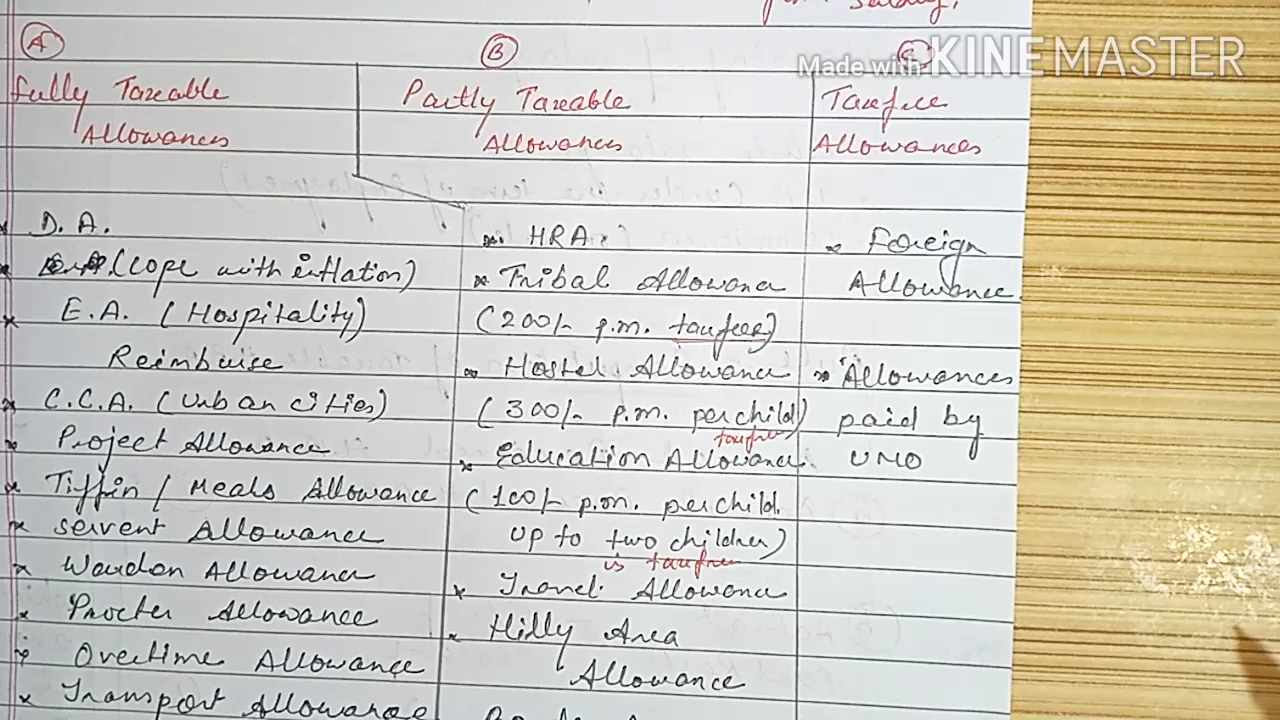 for salary.
Made with KINEMASTER
A
B
C
Fully Taxable
Allowances
Partly Taxable
Allowances
Taxfree
Allowances
* D.A.
* (cope with inflation)
* E.A. (Hospitality)
Reimburse
* C.C.A. (Urban cities)
* Project Allowance
* Tiffin / Meals Allowance
* Servent Allowance
* Warden Allowance
* Procter Allowance
* Overtime Allowance
* Transport Allowance
* HRA
* Tribal Allowanc
(200/- p.m. taxfree)
* Hostel Allowance
(300/- p.m. per child)
taxfree
* Education Allowance.
(100/- p.m. per child
up to two children)
is taxfree
* Travel Allowance
* Hilly Area
Allowance
* Foreign
Allowance
* Allowances
paid by
UNO